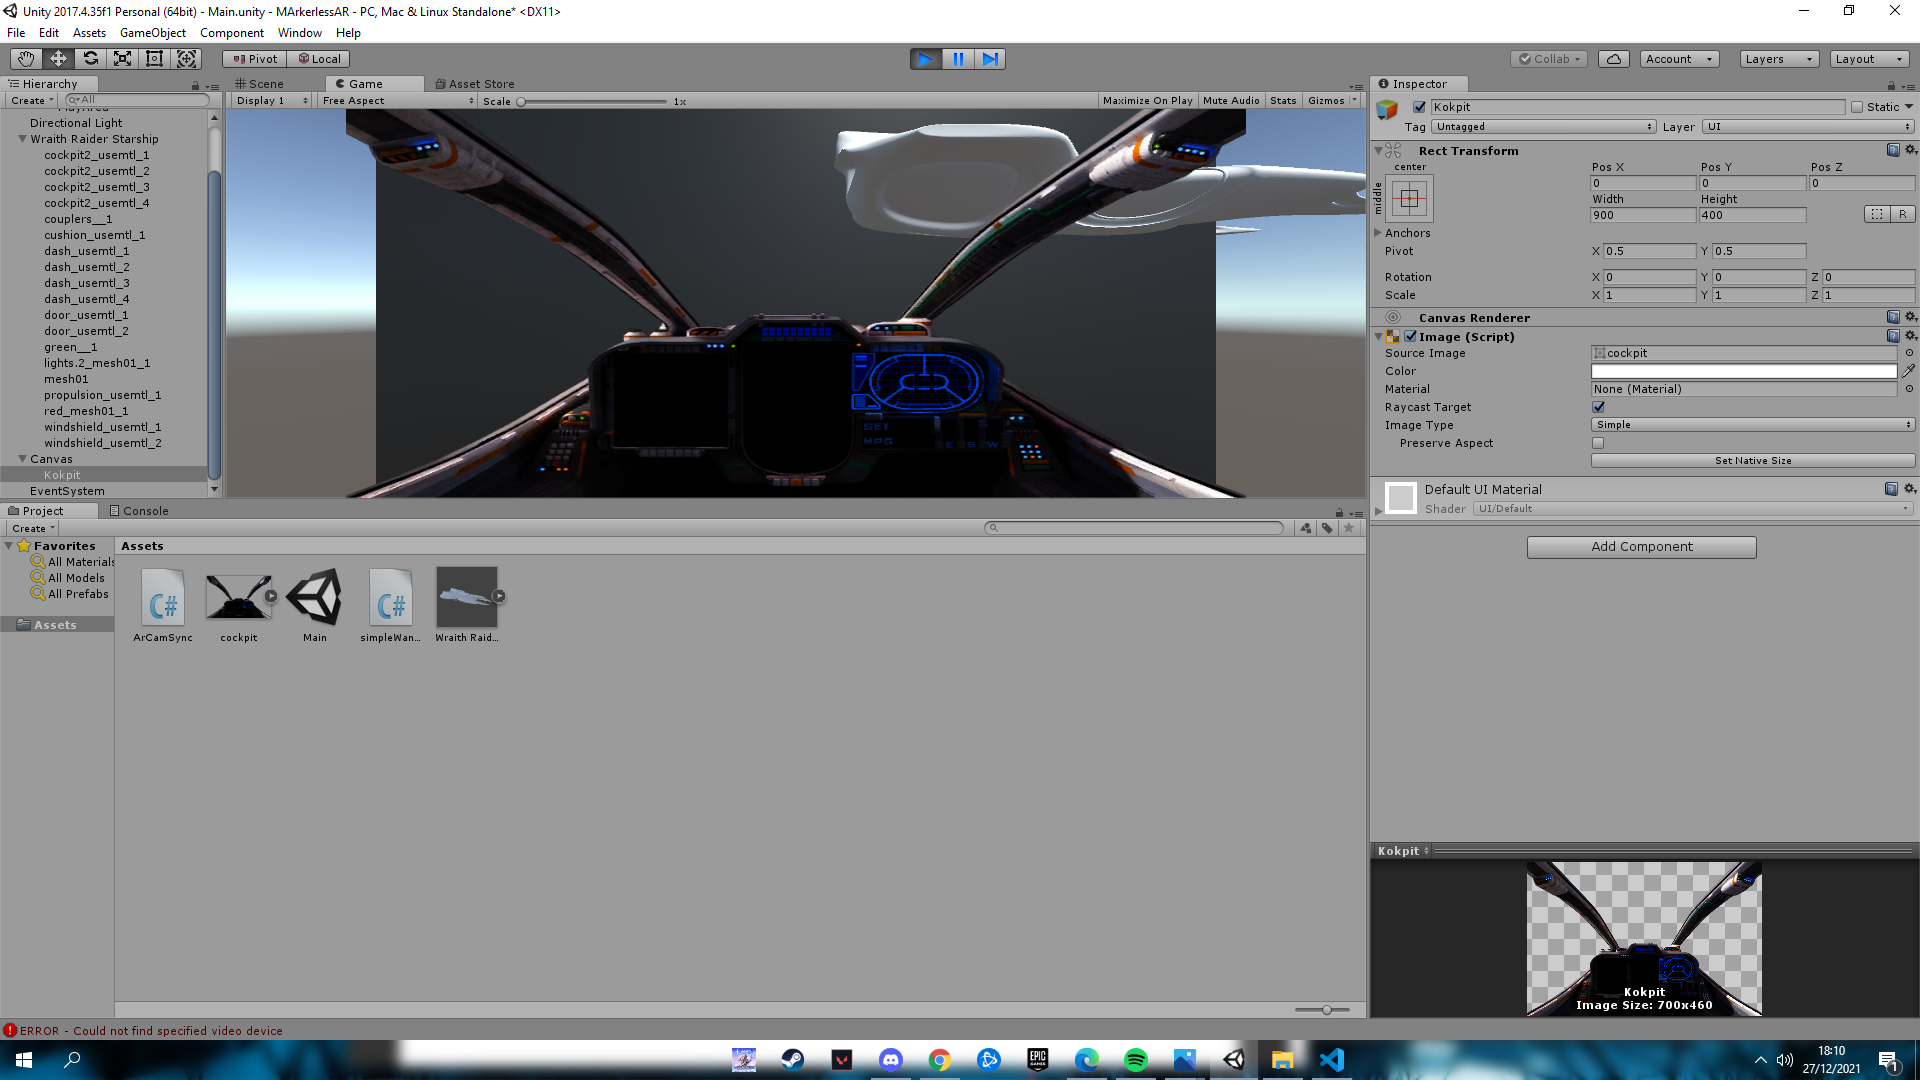 Unity 2017.4.35f1 Personal (64bit) - Main.unity - MArkerlessAR - PC, Mac & Linux Standalone* <DX11>
File Edit Assets GameObject Component Window Help
Pivot Local Collab Account Layers Layout
Hierarchy Scene Game Asset Store Inspector
Create All Display 1 Free Aspect Scale 1x Maximize On Play Mute Audio Stats Gizmos
Directional Light
Wraith Raider Starship
cockpit2_usemtl_1
cockpit2_usemtl_2
cockpit2_usemtl_3
cockpit2_usemtl_4
couplers__1
cushion_usemtl_1
dash_usemtl_1
dash_usemtl_2
dash_usemtl_3
dash_usemtl_4
door_usemtl_1
door_usemtl_2
green__1
lights.2_mesh01_1
mesh01
propulsion_usemtl_1
red_mesh01_1
windshield_usemtl_1
windshield_usemtl_2
Canvas
Kokpit
EventSystem
SET
MPS
E S W
Kokpit Static
Tag Untagged Layer UI
Rect Transform
center
middle
Pos X Pos Y Pos Z
0 0 0
Width Height
900 400
R
Anchors
Pivot X 0.5 Y 0.5
Rotation X 0 Y 0 Z 0
Scale X 1 Y 1 Z 1
Canvas Renderer
Image (Script)
Source Image cockpit
Color
Material None (Material)
Raycast Target
Image Type Simple
Preserve Aspect
Set Native Size
Default UI Material
Shader UI/Default
Add Component
Project Console
Create
Favorites
All Materials
All Models
All Prefabs
Assets
Assets
C# C#
ArCamSync cockpit Main simpleWan... Wraith Raid...
Kokpit
Kokpit
Image Size: 700x460
ERROR - Could not find specified video device
EPIC GAMES
18:10
27/12/2021
1